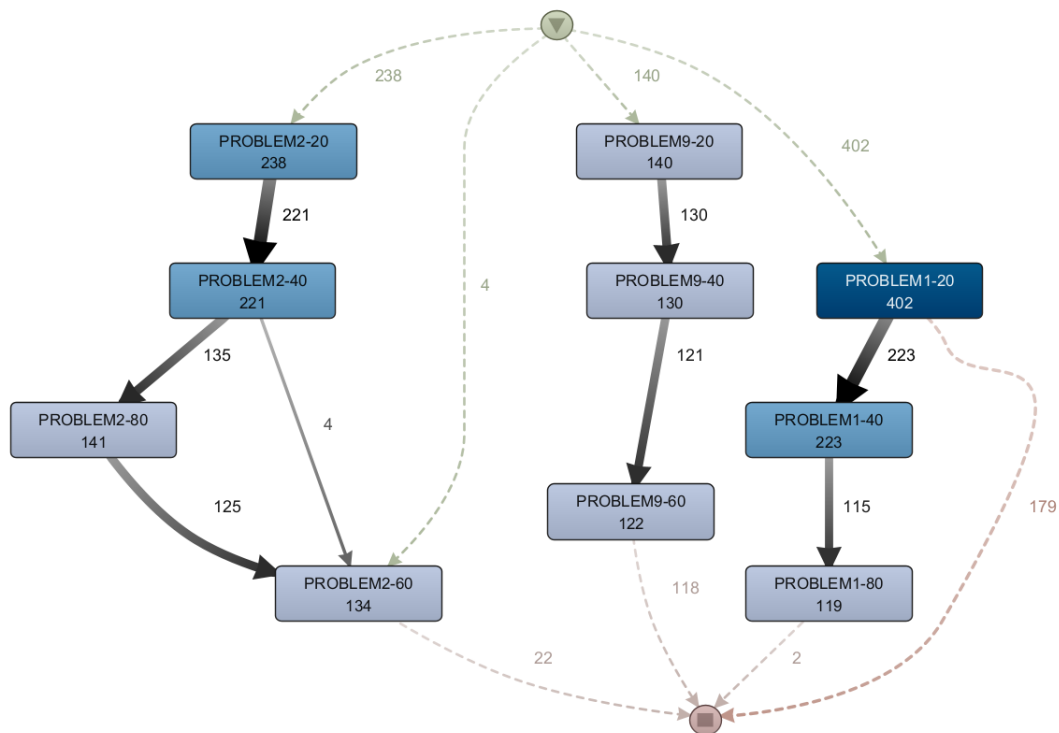 238
140
402
PROBLEM2-20
238
PROBLEM9-20
140
221
130
4
PROBLEM2-40
221
PROBLEM9-40
130
PROBLEM1-20
402
135
121
223
4
PROBLEM2-80
141
PROBLEM1-40
223
125
115
179
PROBLEM9-60
122
PROBLEM2-60
134
118
PROBLEM1-80
119
22
2